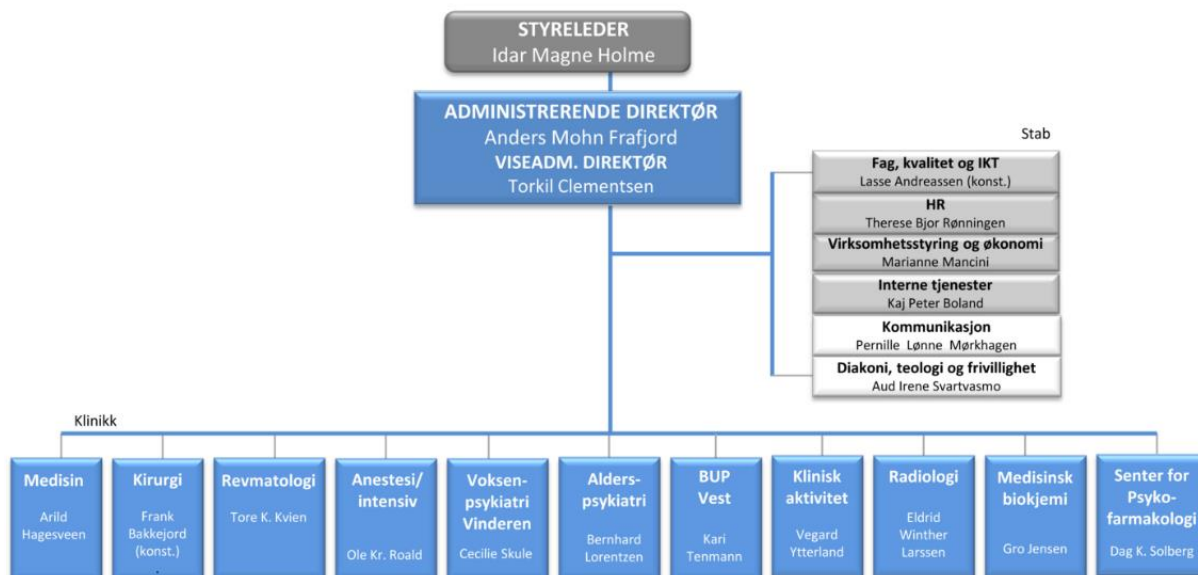 STYRELEDER
Idar Magne Holme
ADMINISTRERENDE DIREKTØR
Anders Mohn Frafjord
VISEADM. DIREKTØR
Torkil Clementsen
Stab
Fag, kvalitet og IKT
Lasse Andreassen (konst.)
HR
Therese Bjor Rønningen
Virksomhetsstyring og økonomi
Marianne Mancini
Interne tjenester
Kaj Peter Boland
Kommunikasjon
Pernille Lønne Mørkhagen
Diakoni, teologi og frivillighet
Aud Irene Svartvasmo
Klinikk
Medisin
Arild
Hagesveen
Kirurgi
Frank
Bakkejord
(konst.)
.
Revmatologi
Tore K. Kvien
Anestesi/
intensiv
Ole Kr. Roald
Voksen-
psykiatri
Vinderen
Cecilie Skule
Alders-
psykiatri
Bernhard
Lorentzen
BUP
Vest
Kari
Tenmann
Klinisk
aktivitet
Vegard
Ytterland
Radiologi
Eldrid
Winther
Larssen
Medisinsk
biokjemi
Gro Jensen
Senter for
Psyko-
farmakologi
Dag K. Solberg